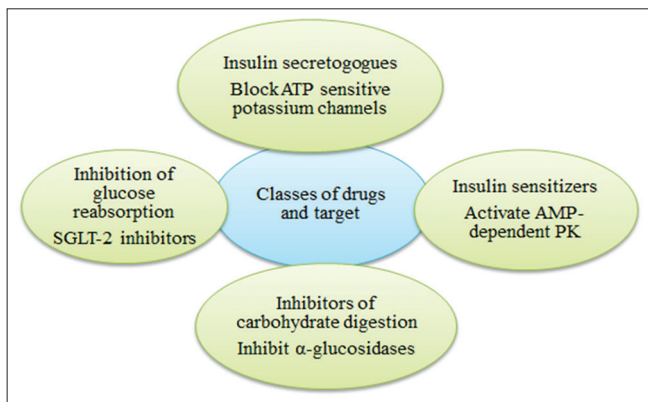 Insulin secretogogues
Block ATP sensitive
potassium channels
Inhibition of
glucose
reabsorption
SGLT-2 inhibitors
Classes of drugs
and target
Insulin sensitizers
Activate AMP-
dependent PK
Inhibitors of
carbohydrate digestion
Inhibit α-glucosidases